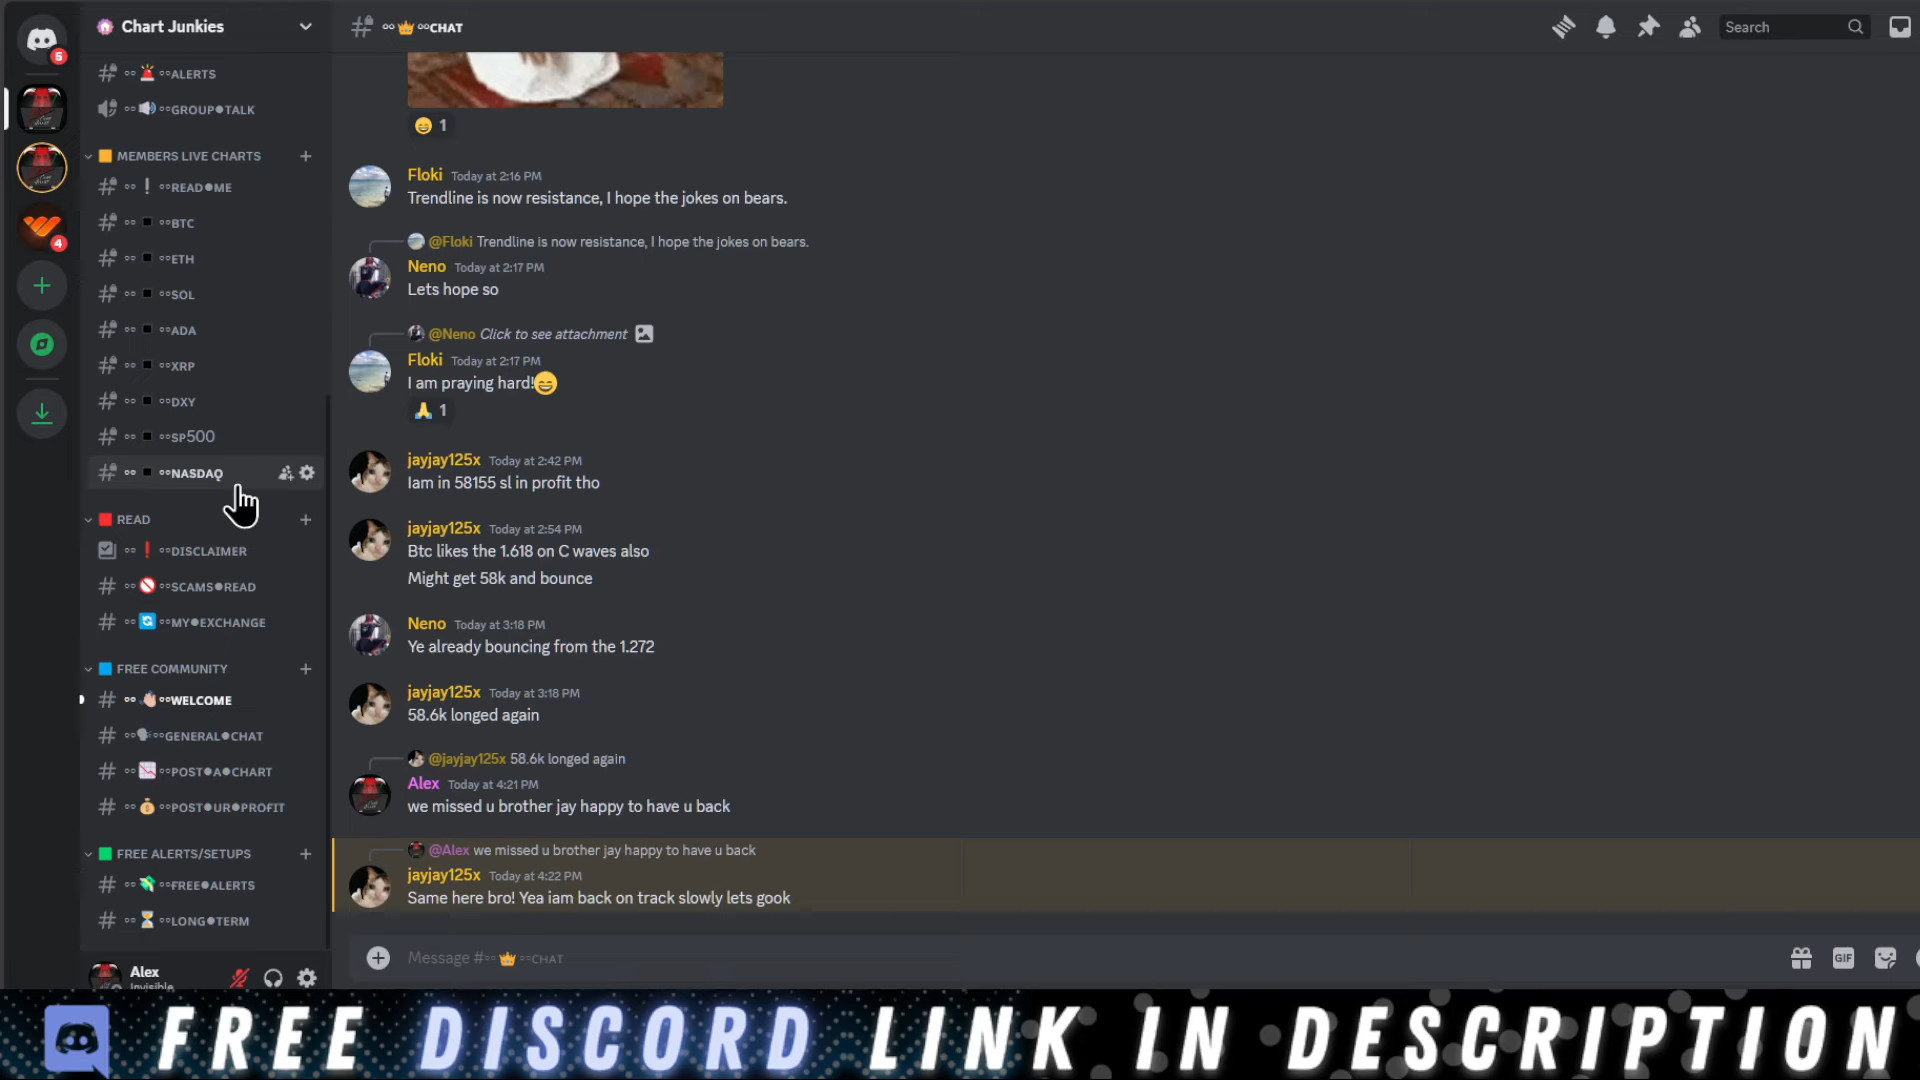 5
4
Chart Junkies
ALERTS
GROUP●TALK
MEMBERS LIVE CHARTS
READ●ME
BTC
ETH
SOL
ADA
XRP
DXY
SP500
NASDAQ
READ
DISCLAIMER
SCAMS●READ
MY●EXCHANGE
FREE COMMUNITY
WELCOME
GENERAL●CHAT
POST●A●CHART
POST●UR●PROFIT
FREE ALERTS/SETUPS
FREE●ALERTS
LONG●TERM
Alex
Invisible
CHAT
Search
😄 1
Floki Today at 2:16 PM
Trendline is now resistance, I hope the jokes on bears.
@Floki Trendline is now resistance, I hope the jokes on bears.
Neno Today at 2:17 PM
Lets hope so
@Neno Click to see attachment
Floki Today at 2:17 PM
I am praying hard!😄
🙏 1
jayjay125x Today at 2:42 PM
Iam in 58155 sl in profit tho
jayjay125x Today at 2:54 PM
Btc likes the 1.618 on C waves also
Might get 58k and bounce
Neno Today at 3:18 PM
Ye already bouncing from the 1.272
jayjay125x Today at 3:18 PM
58.6k longed again
@jayjay125x 58.6k longed again
Alex Today at 4:21 PM
we missed u brother jay happy to have u back
@Alex we missed u brother jay happy to have u back
jayjay125x Today at 4:22 PM
Same here bro! Yea iam back on track slowly lets gook
Message #👑CHAT
GIF
FREE DISCORD LINK IN DESCRIPTION